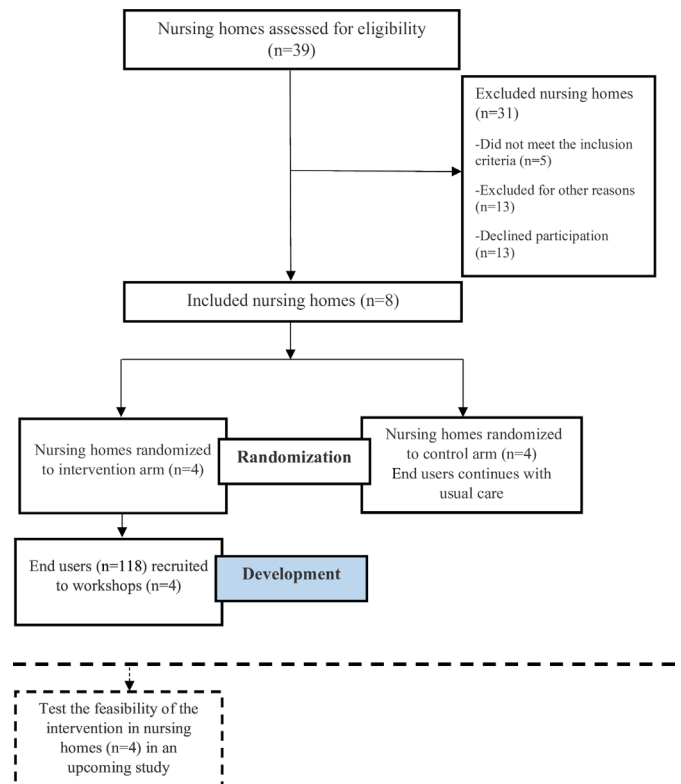 Nursing homes assessed for eligibility
(n=39)
Excluded nursing homes
(n=31)
-Did not meet the inclusion
criteria (n=5)
-Excluded for other reasons
(n=13)
-Declined participation
(n=13)
Included nursing homes (n=8)
Nursing homes randomized
to intervention arm (n=4)
Randomization
Nursing homes randomized
to control arm (n=4)
End users continues with
usual care
End users (n=118) recruited
to workshops (n=4)
Development
Test the feasibility of the
intervention in nursing
homes (n=4) in an
upcoming study